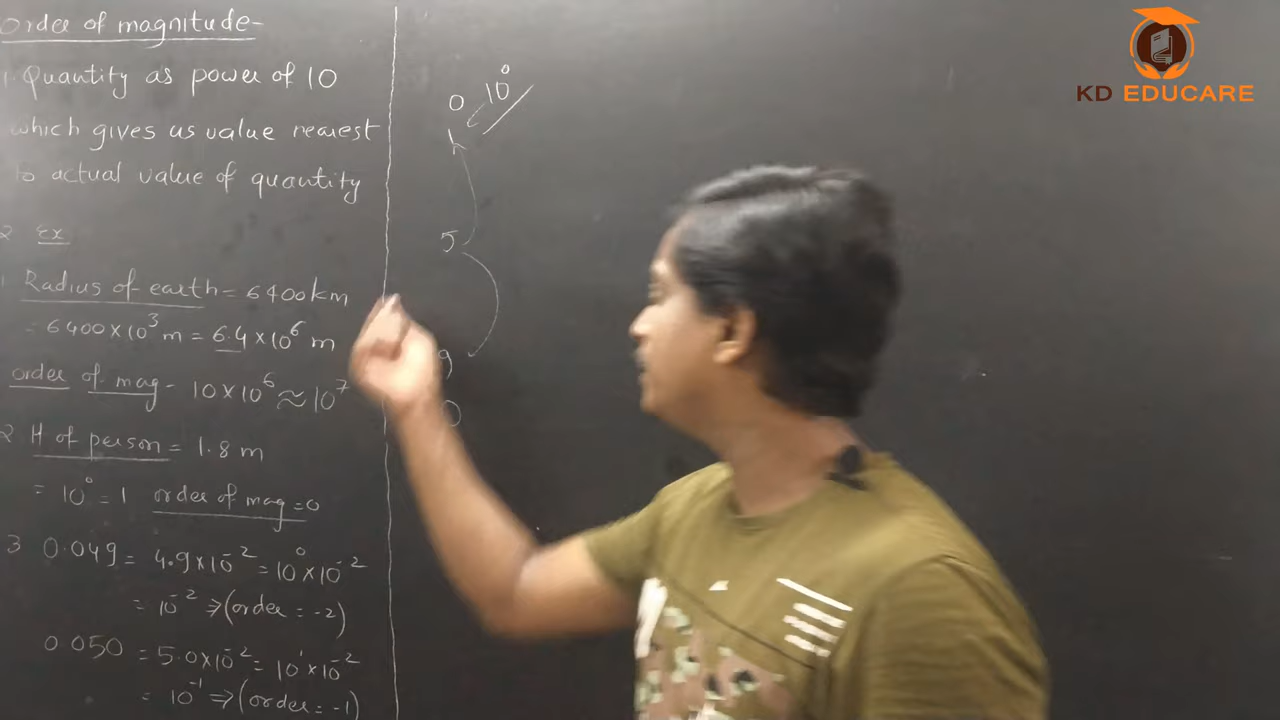 Order of magnitude-
1. Quantity as power of 10
which gives us value nearest
to actual value of quantity
2 Ex
1 Radius of earth = 6400km
= 6400×10³ m = 6.4×10⁶ m
order of mag - 10×10⁶ ≈ 10⁷
2 H of person = 1.8 m
= 10⁰ = 1 order of mag = 0
3 0.049 = 4.9×10⁻² = 10⁰×10⁻²
= 10⁻² ⇒ (order = -2)
0.050 = 5.0×10⁻² = 10¹×10⁻²
= 10⁻¹ ⇒ (order = -1)
0 10⁰
5
9
KD EDUCARE